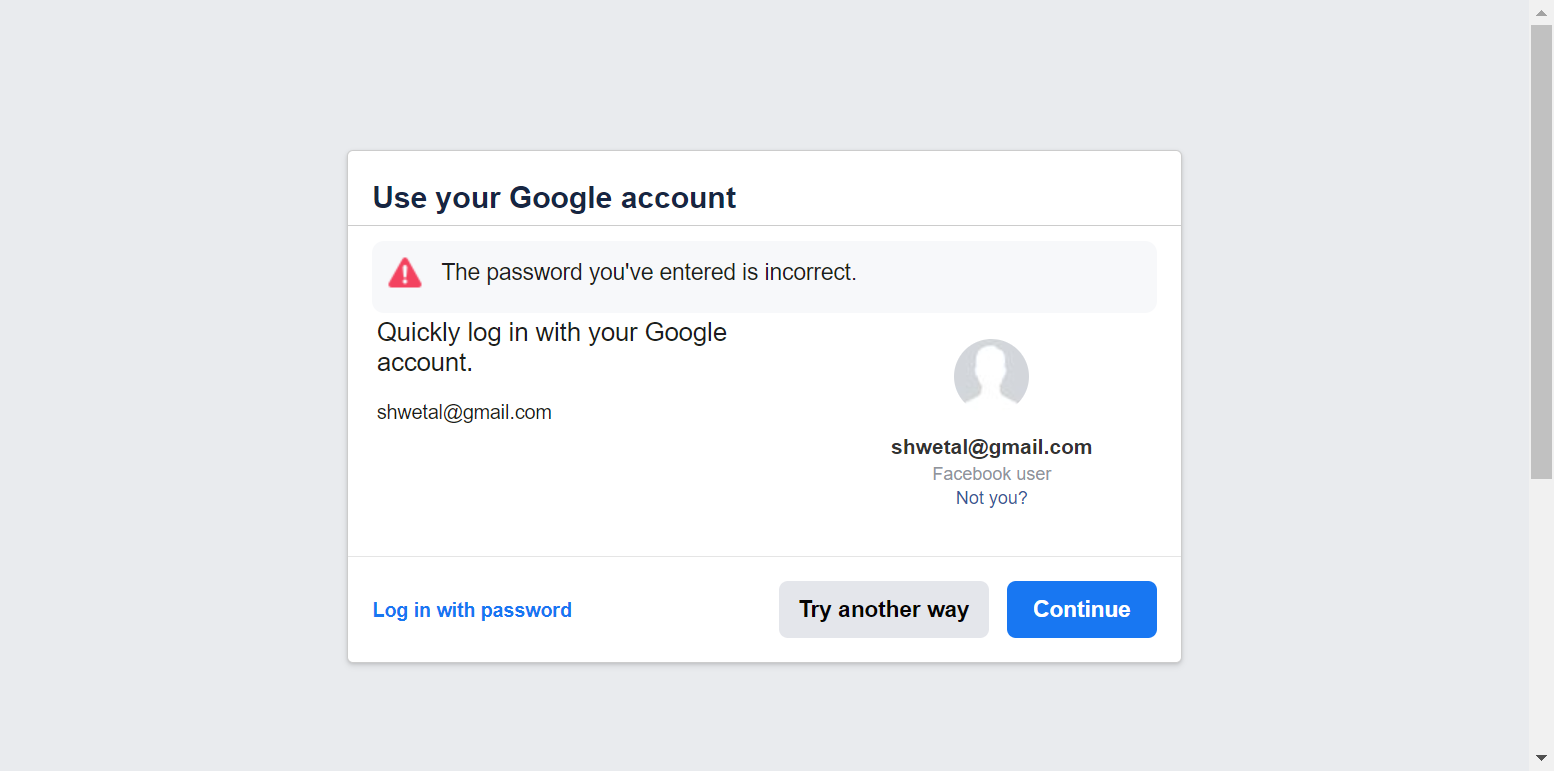 Use your Google account
The password you've entered is incorrect.
Quickly log in with your Google
account.
shwetal@gmail.com
shwetal@gmail.com
Facebook user
Not you?
Log in with password
Try another way
Continue